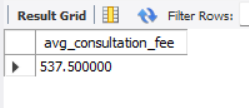 Result Grid Filter Rows:
avg_consultation_fee
537.500000